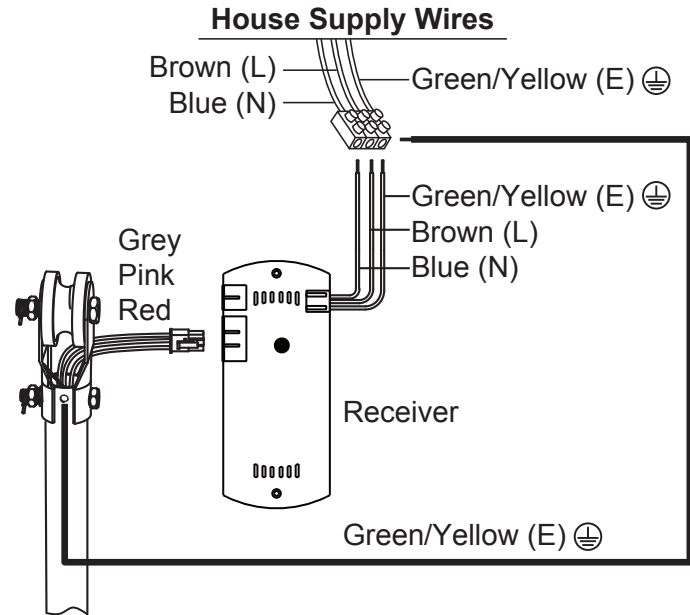 House Supply Wires
Brown (L)
Blue (N)
Green/Yellow (E)
Green/Yellow (E)
Brown (L)
Blue (N)
Grey
Pink
Red
Receiver
Green/Yellow (E)